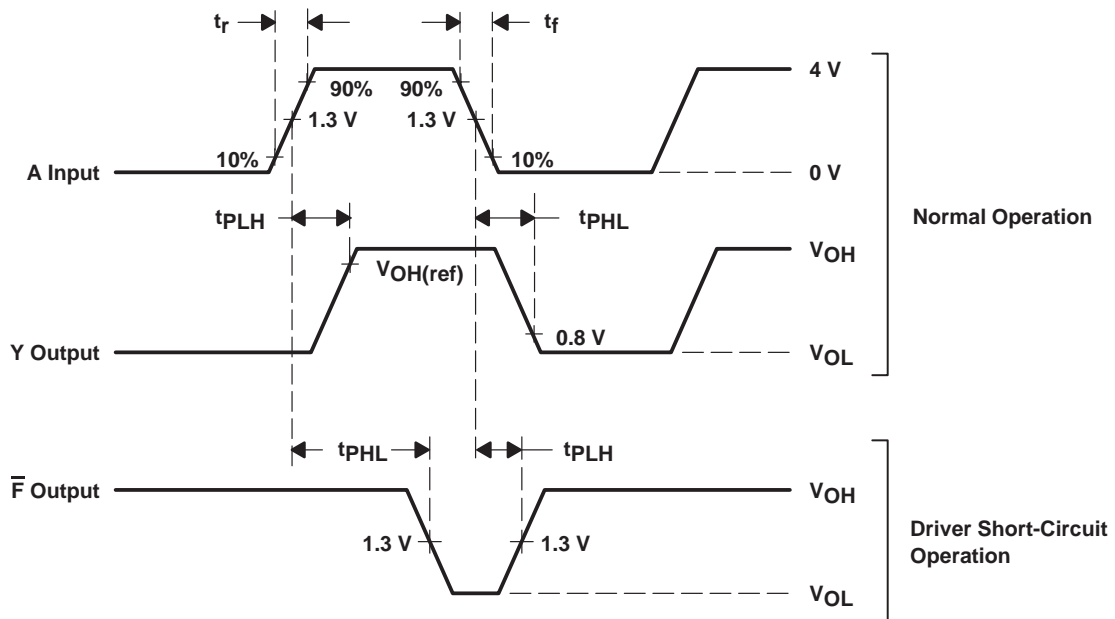 tr
tf
4 V
90%
90%
1.3 V
1.3 V
10%
10%
A Input
0 V
tPLH
tPHL
Normal Operation
VOH
VOH(ref)
0.8 V
Y Output
VOL
tPHL
tPLH
F̅ Output
VOH
1.3 V
1.3 V
Driver Short-Circuit
Operation
VOL